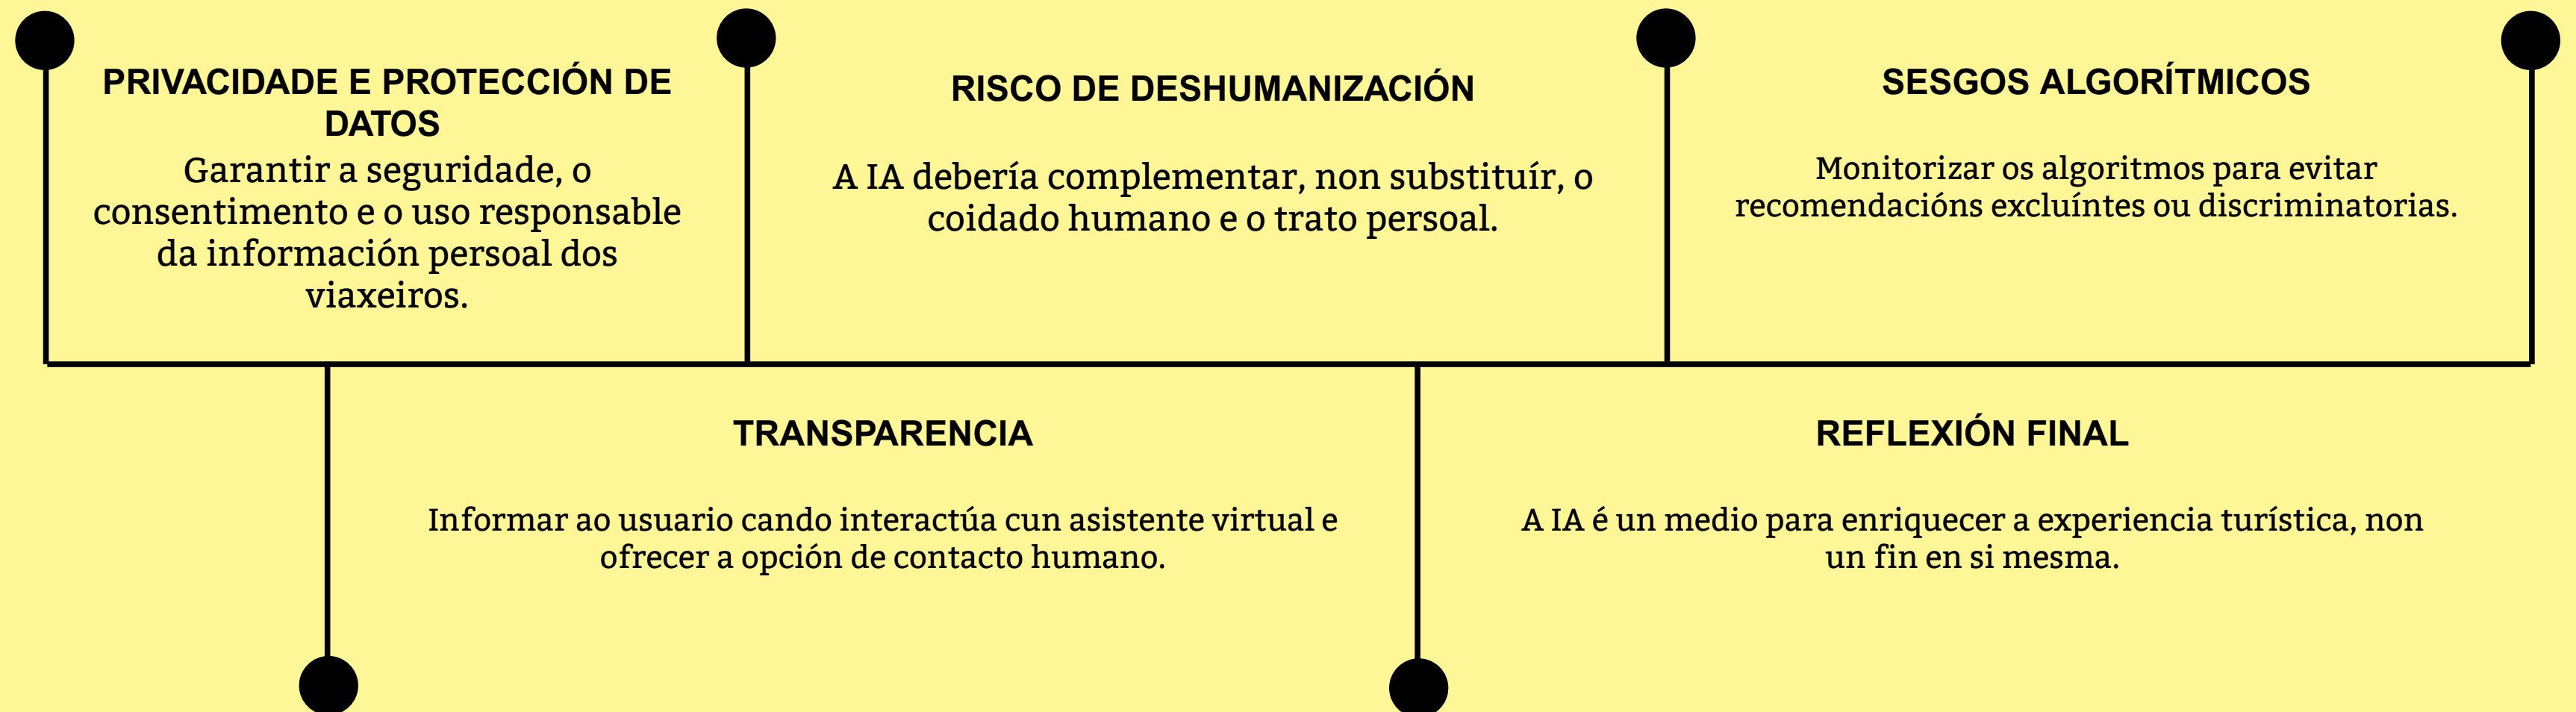 PRIVACIDADE E PROTECCIÓN DE
DATOS
Garantir a seguridade, o
consentimento e o uso responsable
da información persoal dos
viaxeiros.
RISCO DE DESHUMANIZACIÓN
A IA debería complementar, non substituír, o
coidado humano e o trato persoal.
SESGOS ALGORÍTMICOS
Monitorizar os algoritmos para evitar
recomendacións excluíntes ou discriminatorias.
TRANSPARENCIA
Informar ao usuario cando interactúa cun asistente virtual e
ofrecer a opción de contacto humano.
REFLEXIÓN FINAL
A IA é un medio para enriquecer a experiencia turística, non
un fin en si mesma.